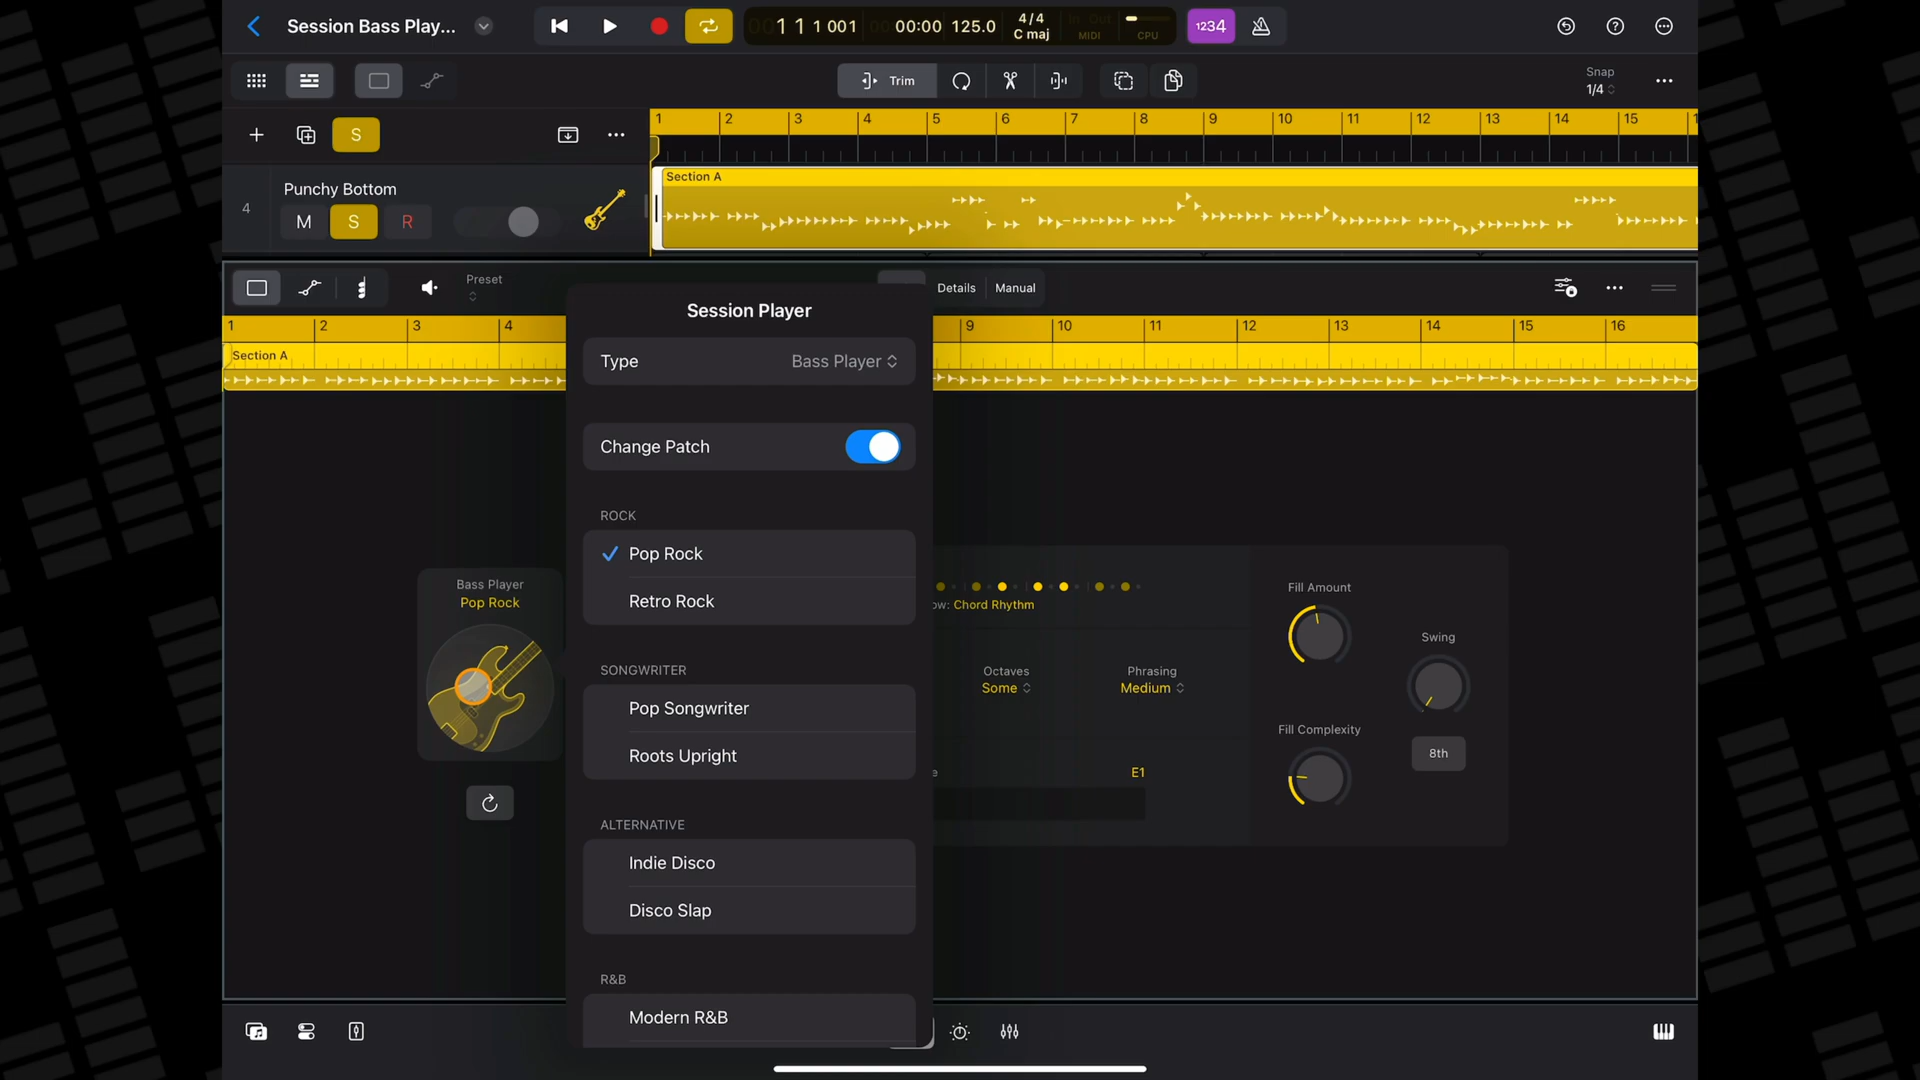 Session Bass Play...
11 1 001
00:00
125.0
4/4
C maj
In Out
MIDI
CPU
1234
Trim
Snap
1/4
S
1 2 3 4 5 6 7 8 9 10 11 12 13 14 15
4
Punchy Bottom
M S R
Section A
Preset
Details
Manual
1 2 3 4 9 10 11 12 13 14 15 16
Section A
Session Player
Type
Bass Player
Change Patch
ROCK
Pop Rock
Retro Rock
SONGWRITER
Pop Songwriter
Roots Upright
ALTERNATIVE
Indie Disco
Disco Slap
R&B
Modern R&B
Bass Player
Pop Rock
Chord Rhythm
Octaves
Some
Phrasing
Medium
E1
Fill Amount
Swing
Fill Complexity
8th